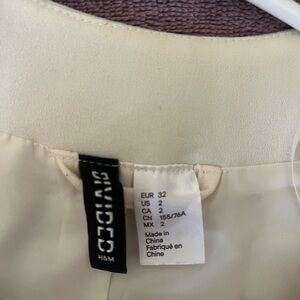 DIVIDED
H&M
EUR 32
US 2
CA 2
CN 155/76A
MX 2
Made in
China
Fabriqué en
Chine